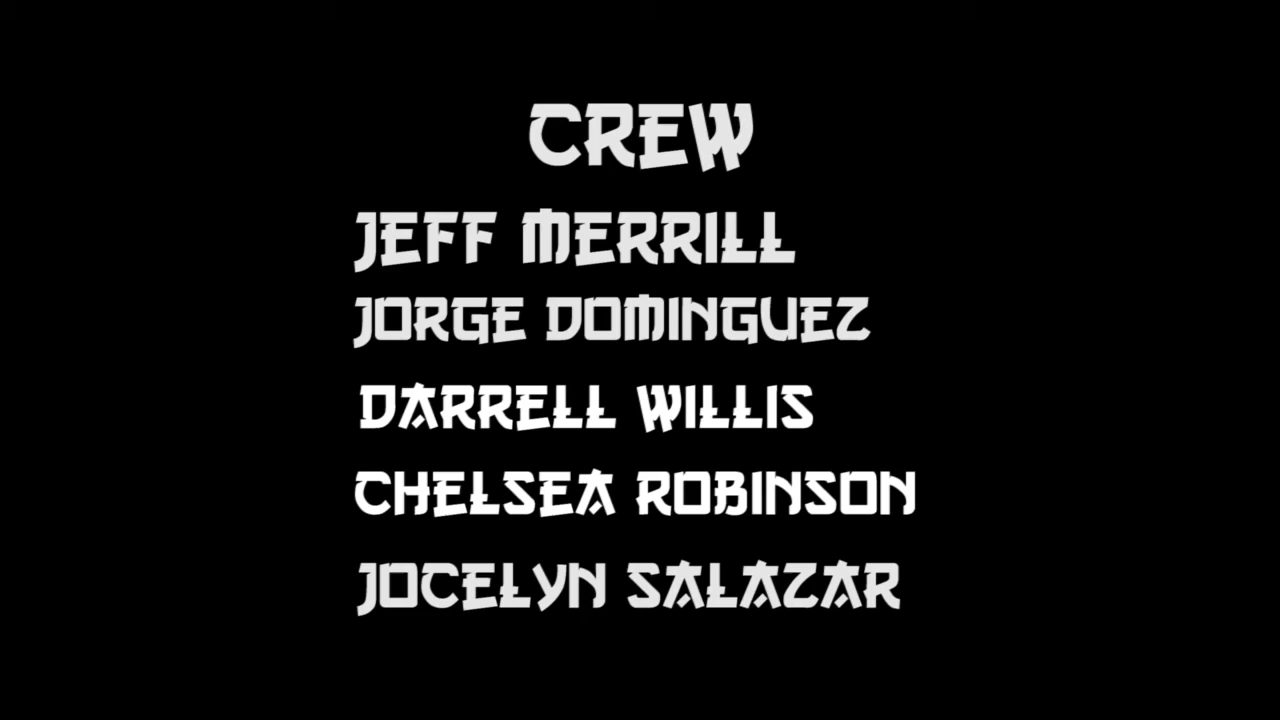 CREW
JEFF MERRILL
JORGE DOMINGUEZ
DARRELL WILLIS
CHELSEA ROBINSON
JOCELYN SALAZAR